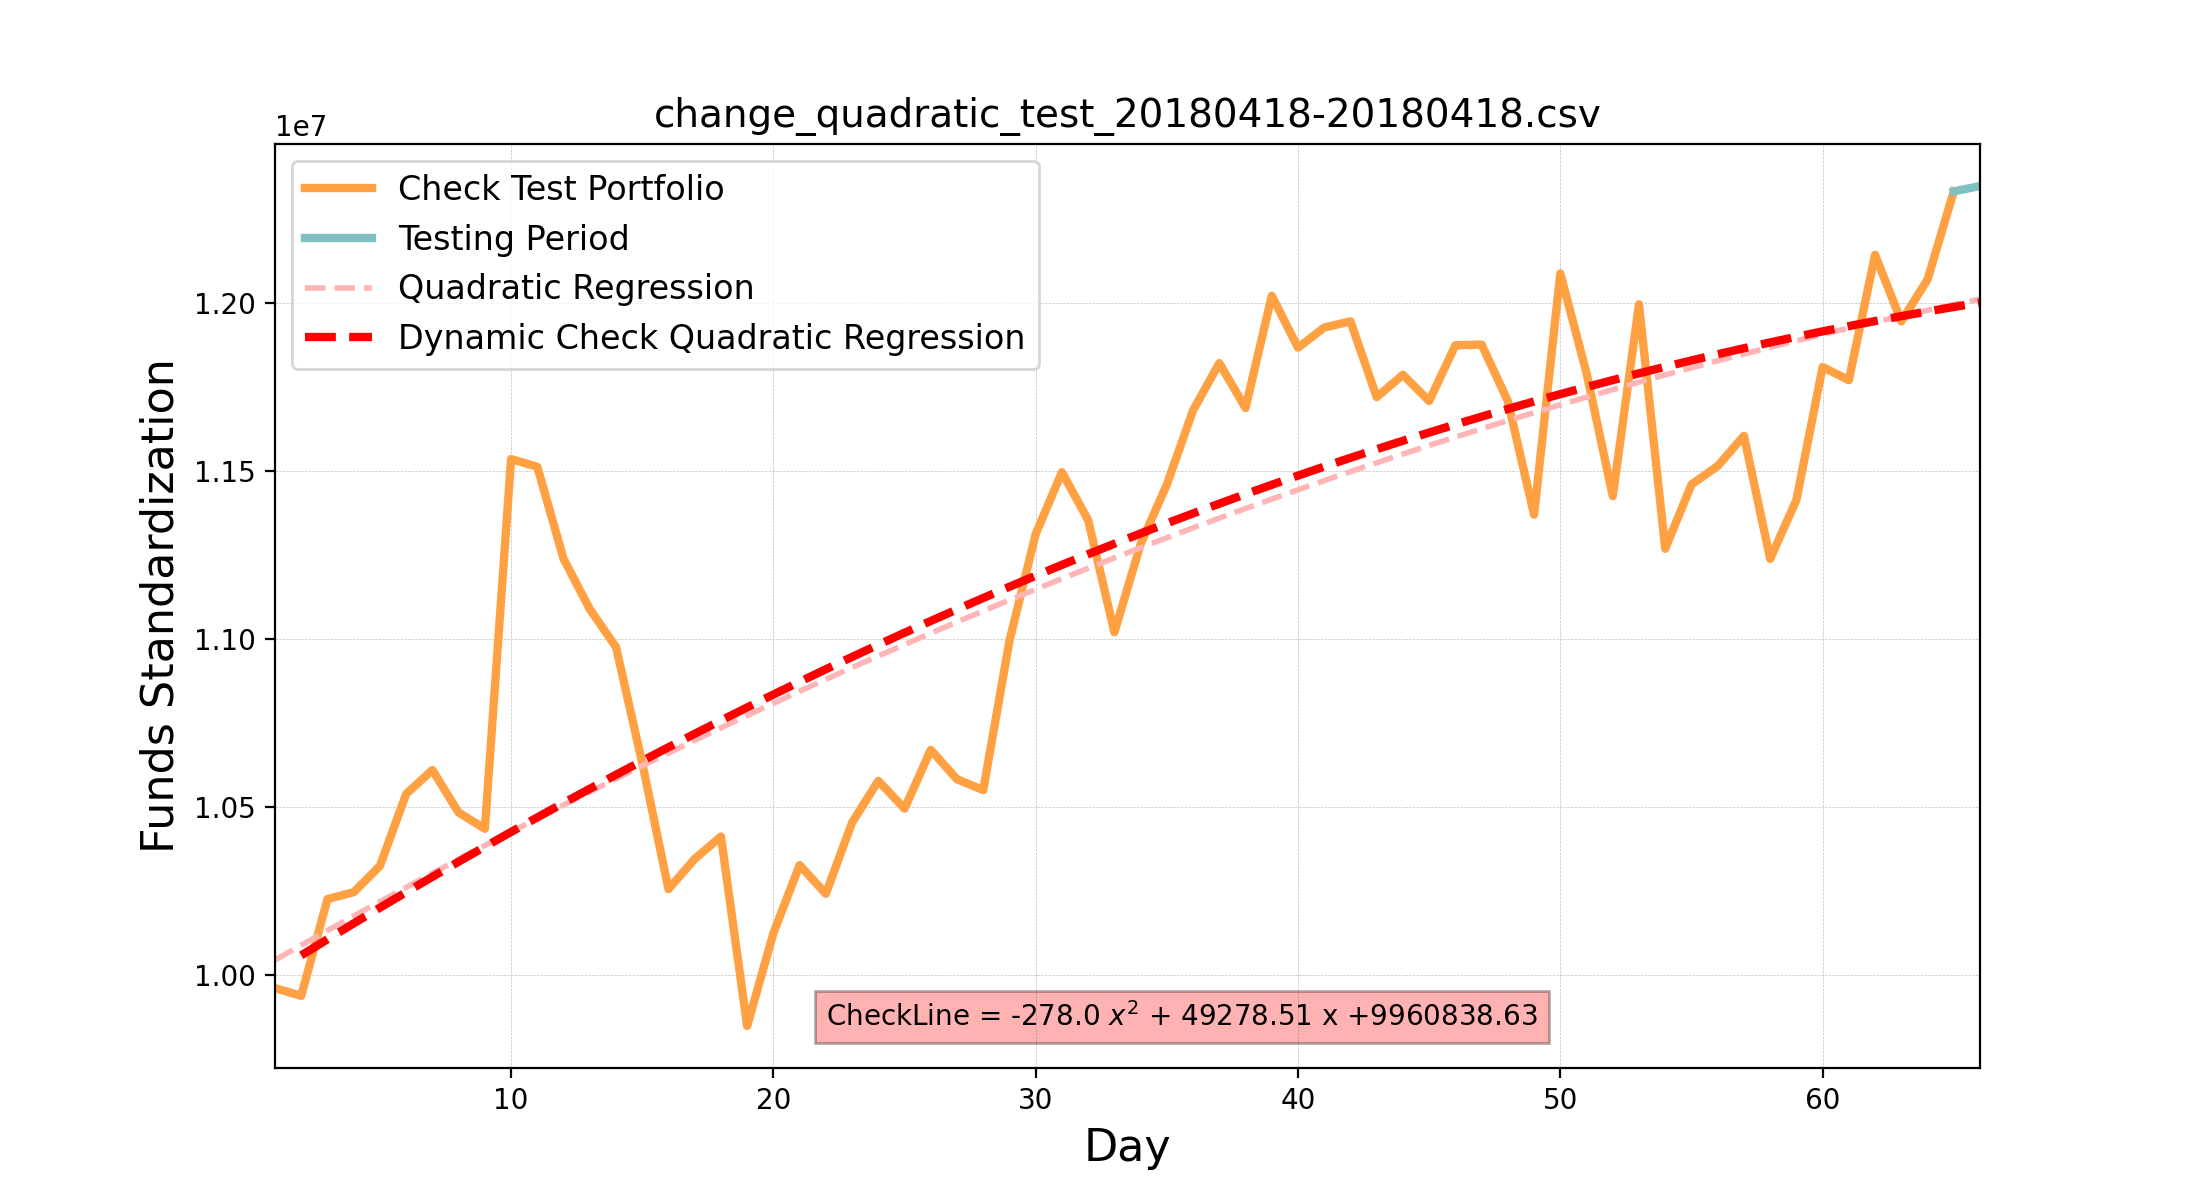 change_quadratic_test_20180418-20180418.csv
1e7
Check Test Portfolio
Testing Period
Quadratic Regression
Dynamic Check Quadratic Regression
1.20
1.15
1.10
1.05
1.00
Funds Standardization
CheckLine = -278.0 x² + 49278.51 x +9960838.63
10 20 30 40 50 60
Day